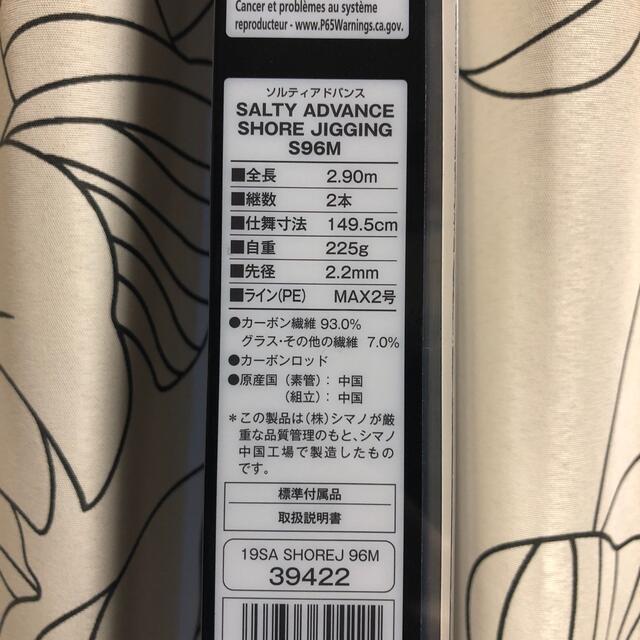 Cancer et problèmes au système
reproducteur - www.P65Warnings.ca.gov.
ソルティアドバンス
SALTY ADVANCE
SHORE JIGGING
S96M
■全長 2.90m
■継数 2本
■仕舞寸法 149.5cm
■自重 225g
■先径 2.2mm
■ライン(PE) MAX2号
●カーボン繊維 93.0%
グラス・その他の繊維 7.0%
●カーボンロッド
●原産国（素管）：中国
（組立）：中国
＊この製品は(株)シマノが厳
重な品質管理のもと、シマノ
中国工場で製造したもの
です。
標準付属品
取扱説明書
19SA SHOREJ 96M
39422